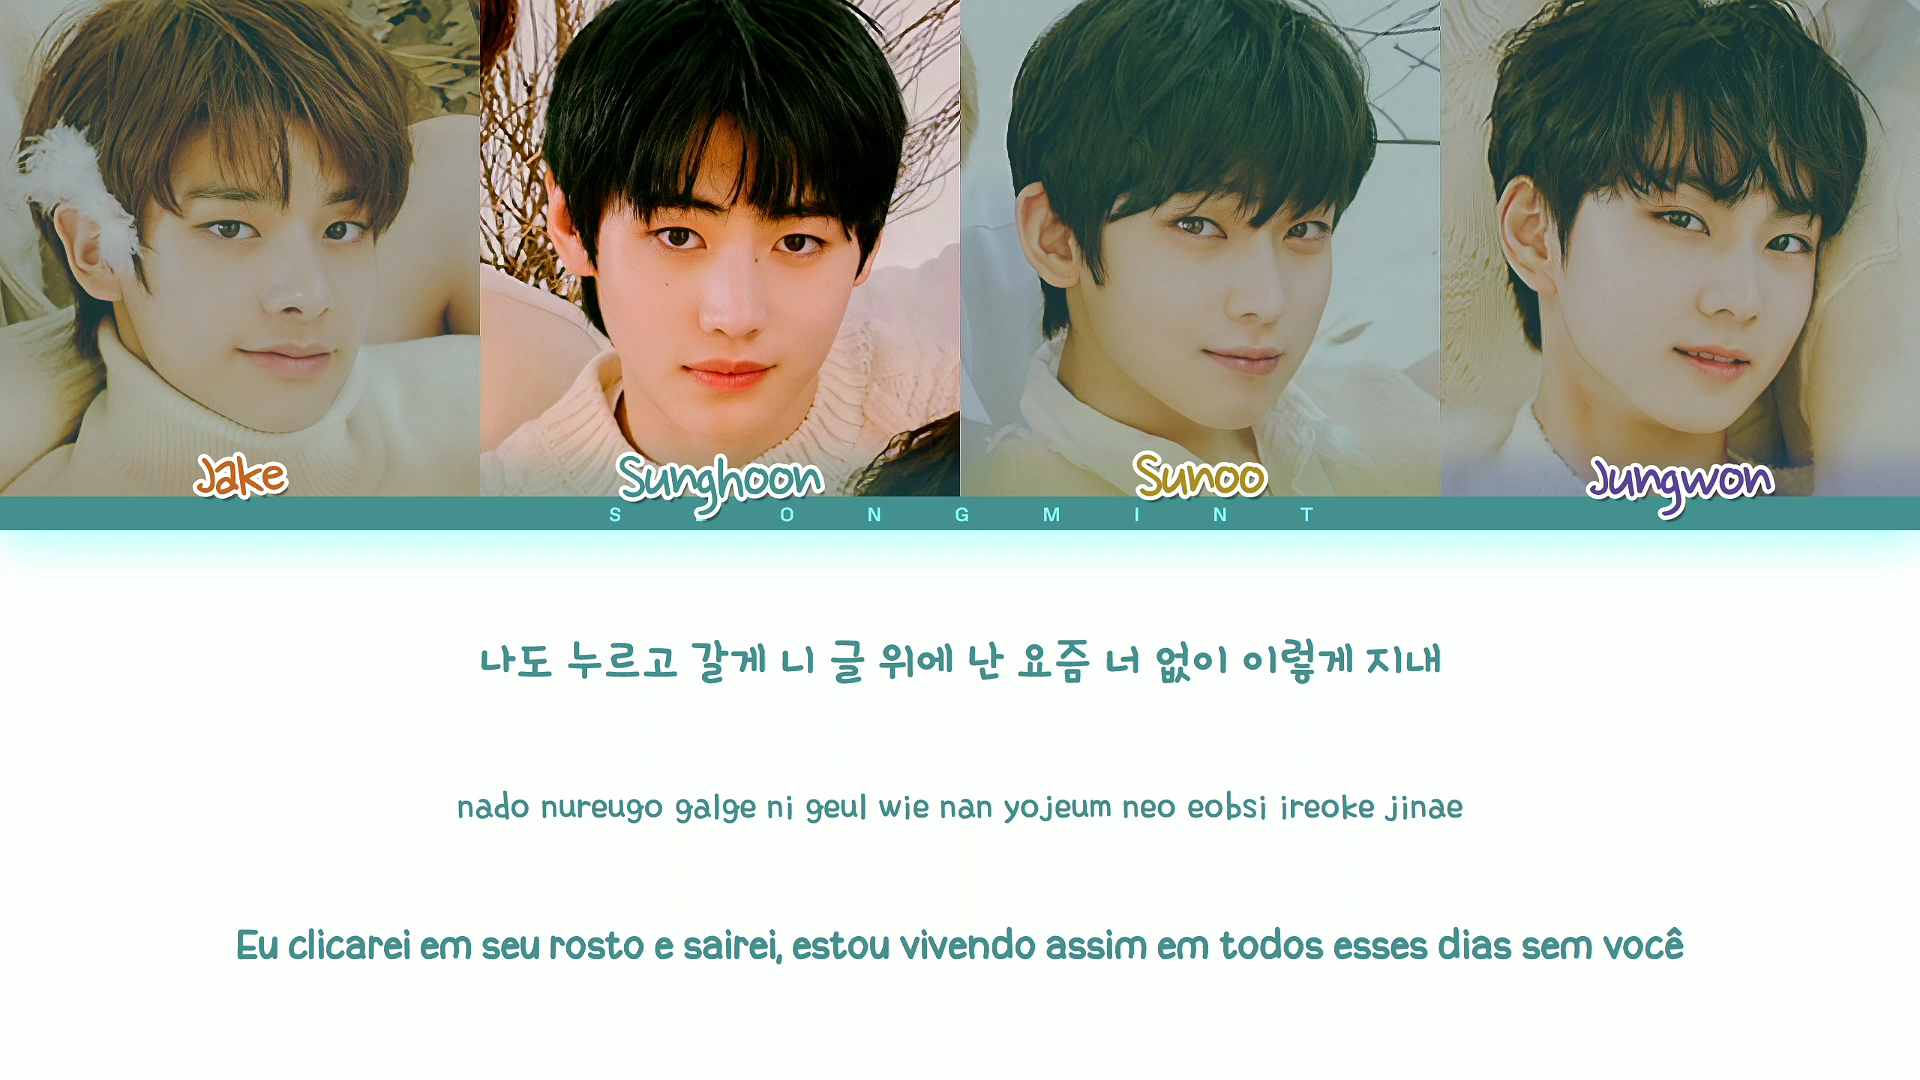 Jake Sunghoon Sunoo Jungwon
SEONGMINT
나도 누르고 갈게 니 글 위에 난 요즘 너 없이 이렇게 지내
nado nureugo galge ni geul wie nan yojeum neo eobsi ireoke jinae
Eu clicarei em seu rosto e sairei, estou vivendo assim em todos esses dias sem você